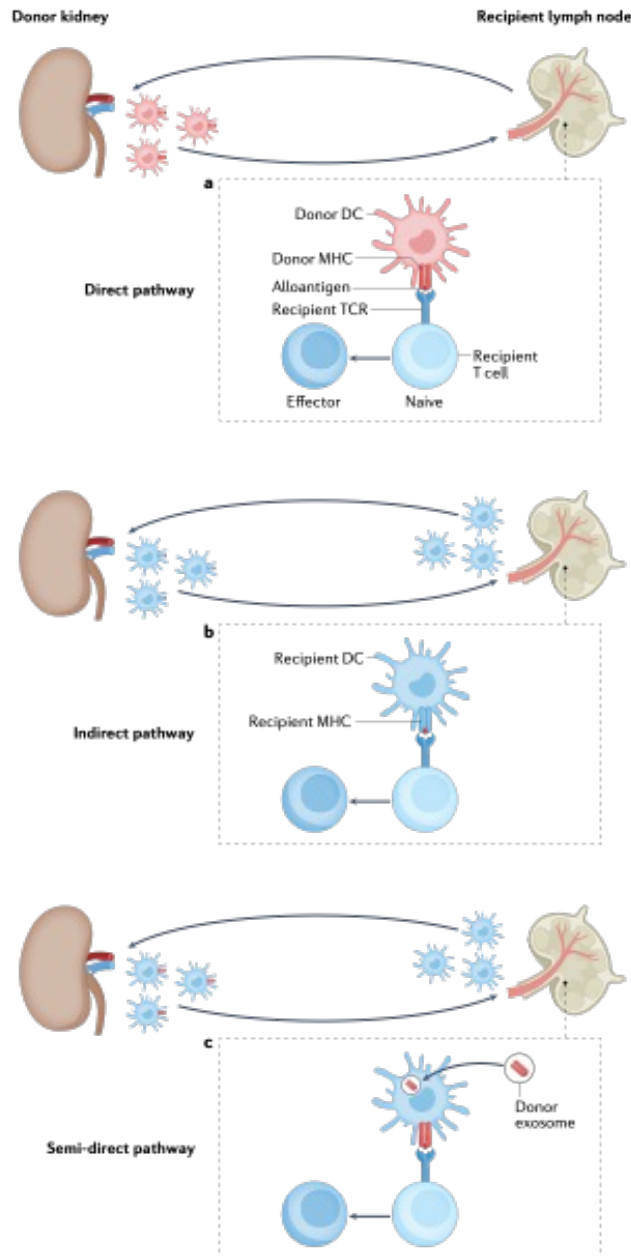 Donor kidney
Recipient lymph node
a
Donor DC
Donor MHC
Alloantigen
Direct pathway
Recipient TCR
Recipient
T cell
Effector
Naive
b
Recipient DC
Recipient MHC
Indirect pathway
c
Donor
exosome
Semi-direct pathway